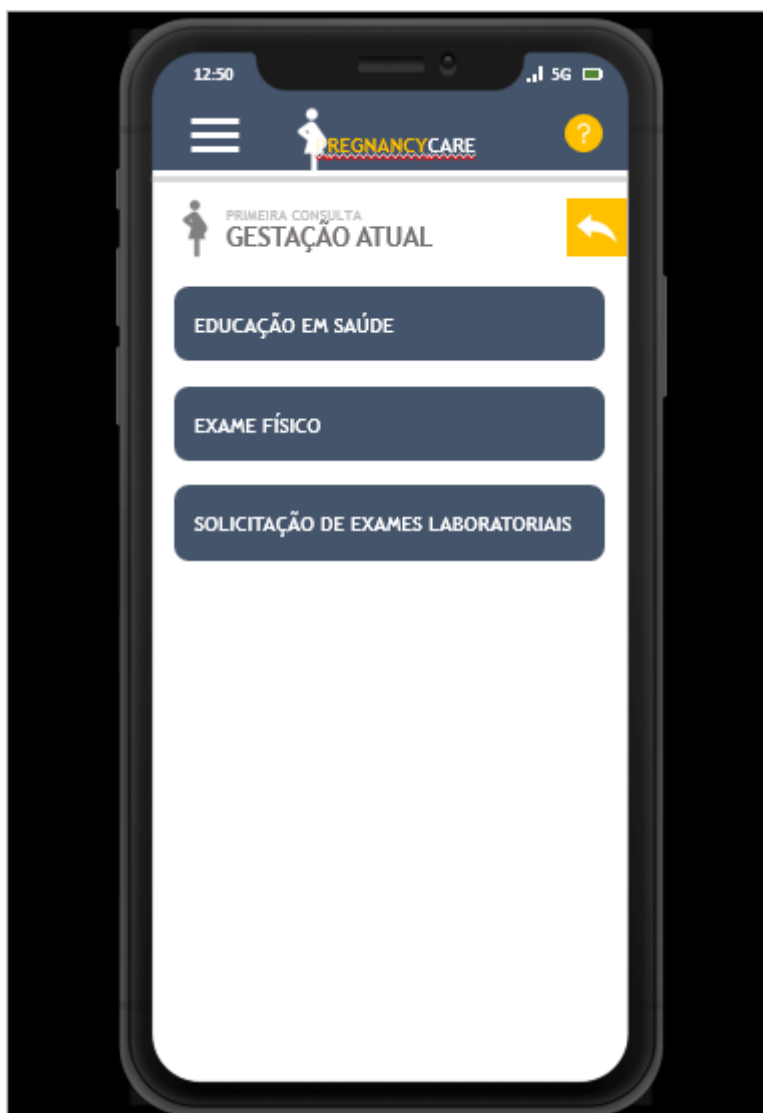 12:50 5G
PREGNANCYCARE
?
PRIMEIRA CONSULTA
GESTAÇÃO ATUAL
EDUCAÇÃO EM SAÚDE
EXAME FÍSICO
SOLICITAÇÃO DE EXAMES LABORATORIAIS